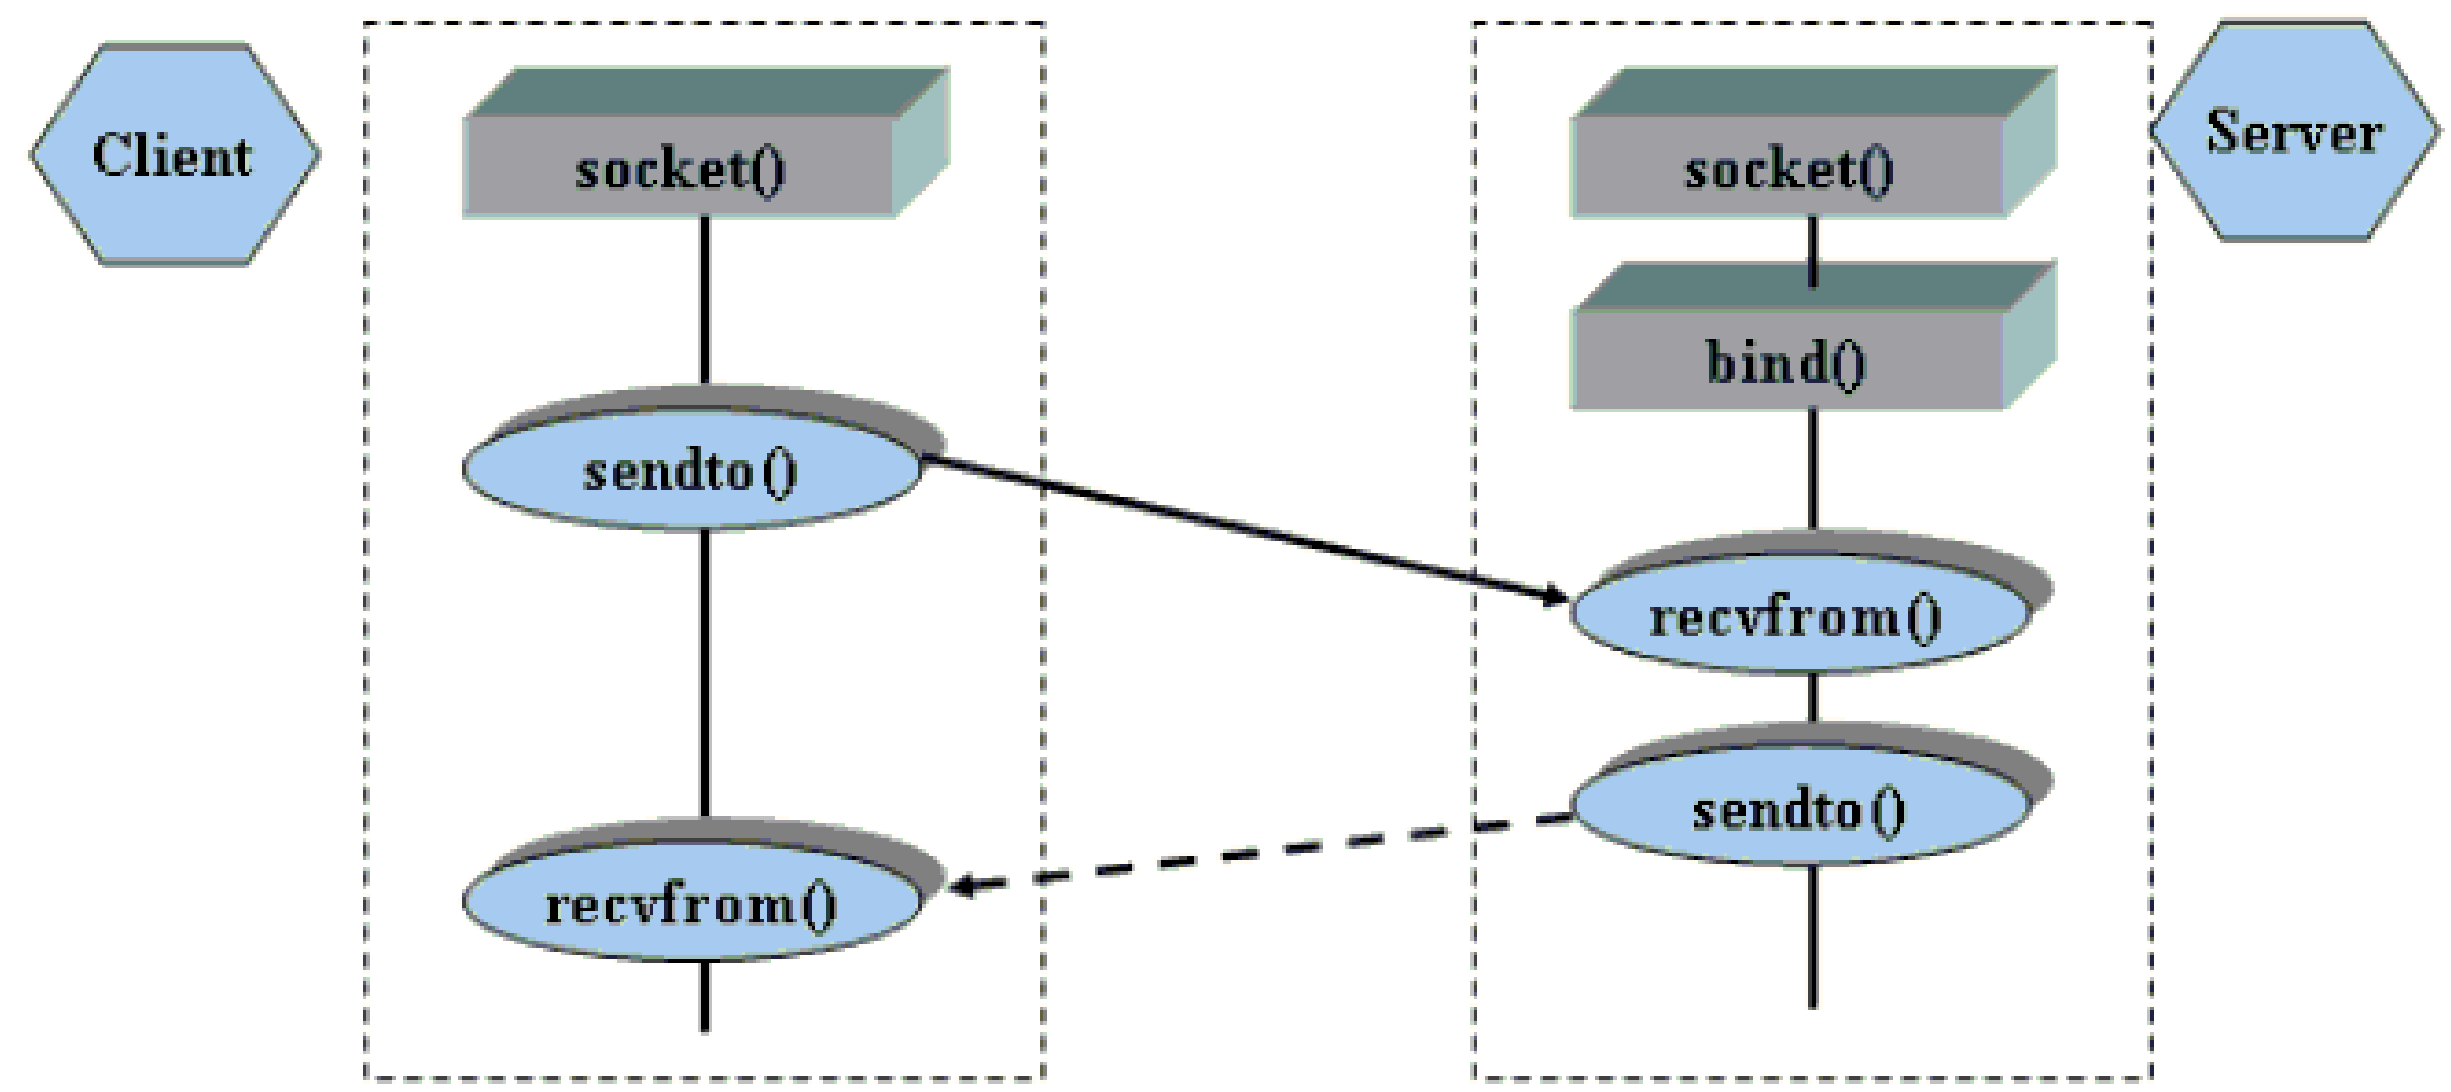 Client
socket()
sendto()
recvfrom()
Server
socket()
bind()
recvfrom()
sendto()